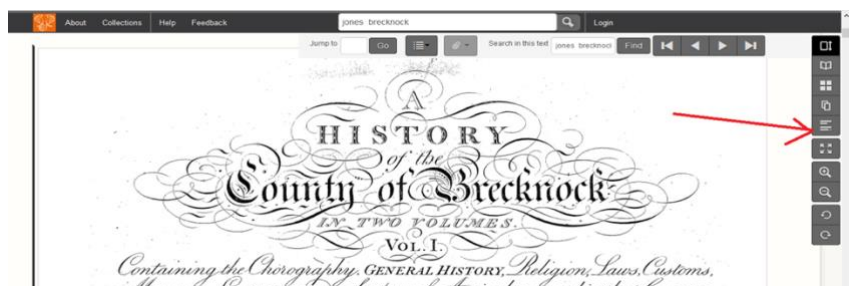 About Collections Help Feedback jones brecknock Login
Jump to Go Search in this text jones brecknock Find
A
HISTORY
of the
County of Brecknock
IN TWO VOLUMES.
VOL. I.
Containing the Chorography, GENERAL HISTORY, Religion, Laws, Customs,